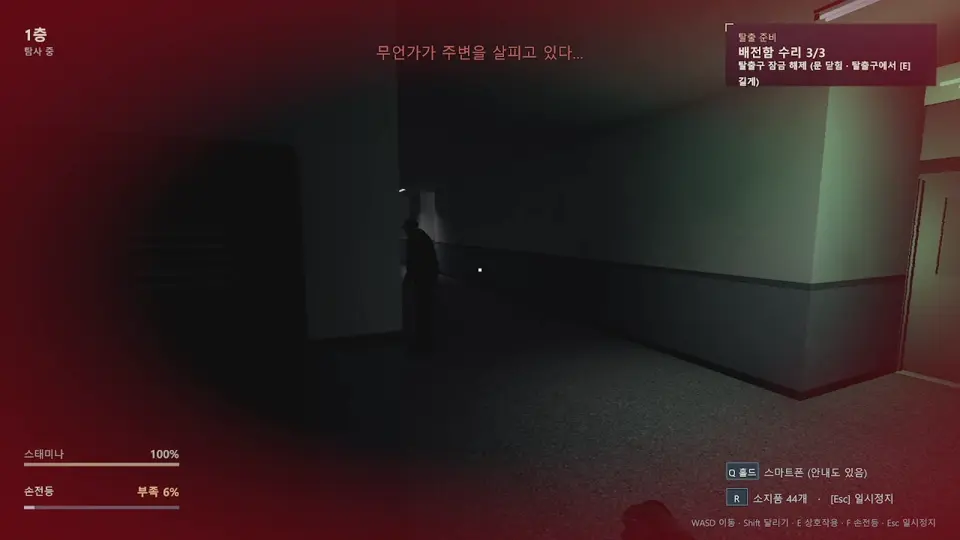 1층
탐사 중
무언가가 주변을 살피고 있다...
탈출 준비
배전함 수리 3/3
탈출구 잠금 해제 (문 닫힘 · 탈출구에서 [E]
길게)
스태미나 100%
손전등 부족 6%
Q 홀드 스마트폰 (안내도 있음)
R 소지품 44개 · [Esc] 일시정지
WASD 이동 · Shift 달리기 · E 상호작용 · F 손전등 · Esc 일시정지